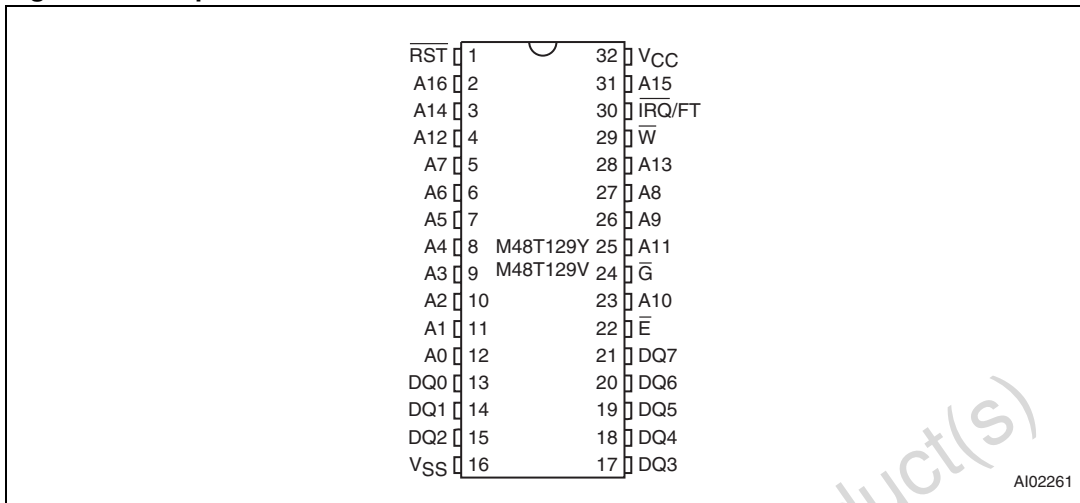 R̅S̅T̅ 1 32 VCC
A16 2 31 A15
A14 3 30 I̅R̅Q̅/FT
A12 4 29 W̅
A7 5 28 A13
A6 6 27 A8
A5 7 26 A9
A4 8 M48T129Y 25 A11
A3 9 M48T129V 24 G̅
A2 10 23 A10
A1 11 22 E̅
A0 12 21 DQ7
DQ0 13 20 DQ6
DQ1 14 19 DQ5
DQ2 15 18 DQ4
VSS 16 17 DQ3
AI02261